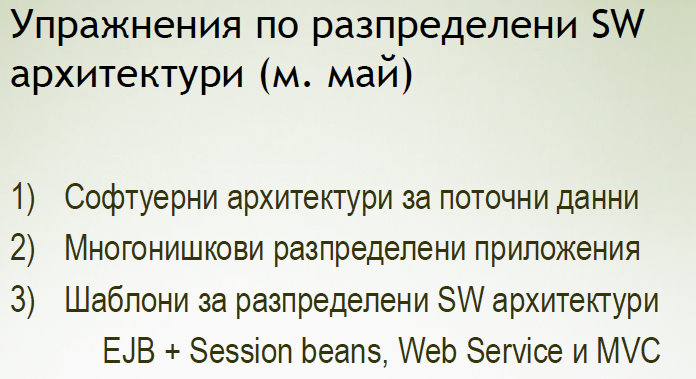 Упражнения по разпределени SW
архитектури (м. май)
1) Софтуерни архитектури за поточни данни
2) Многонишкови разпределени приложения
3) Шаблони за разпределени SW архитектури
EJB + Session beans, Web Service и MVC